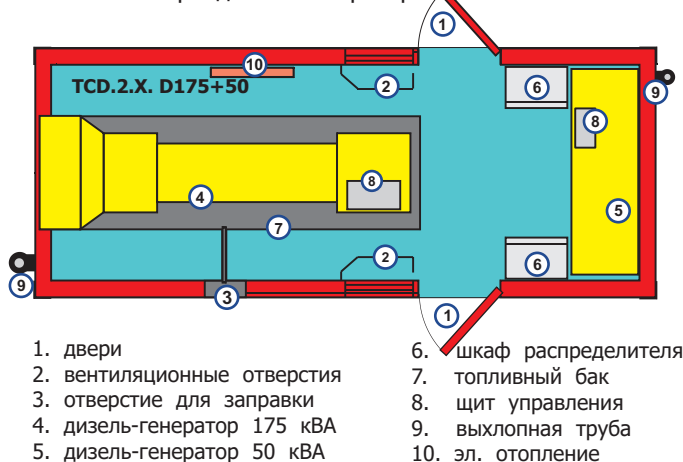 1
10
TCD.2.X. D175+50
2
6
9
8
8
4
5
7
2
6
9
3
1
1. двери
2. вентиляционные отверстия
3. отверстие для заправки
4. дизель-генератор 175 кВА
5. дизель-генератор 50 кВА
6. шкаф распределителя
7. топливный бак
8. щит управления
9. выхлопная труба
10. эл. отопление